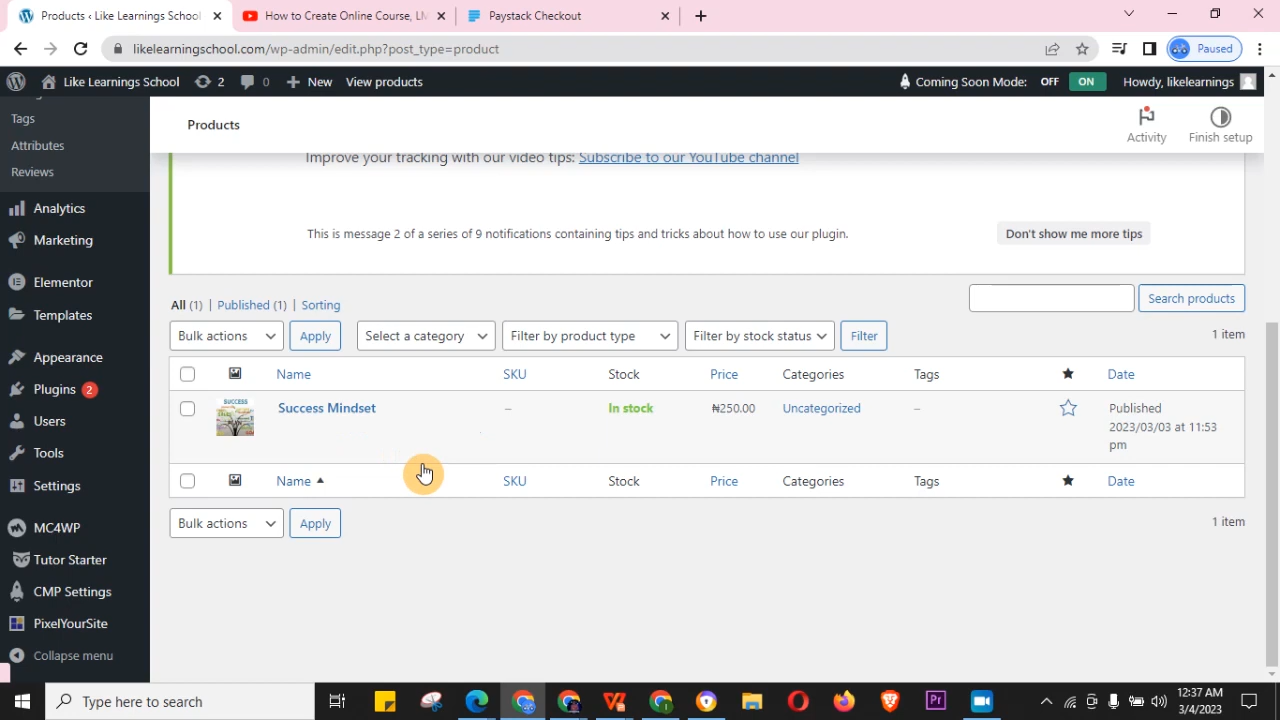 Products ‹ Like Learnings School
How to Create Online Course, LM
Paystack Checkout
likelearningschool.com/wp-admin/edit.php?post_type=product
Paused
Like Learnings School
2
0
New
View products
Coming Soon Mode:
OFF
ON
Howdy, likelearnings
Tags
Attributes
Reviews
Analytics
Marketing
Elementor
Templates
Appearance
Plugins 2
Users
Tools
Settings
MC4WP
Tutor Starter
CMP Settings
PixelYourSite
Collapse menu
Products
Activity
Finish setup
Improve your tracking with our video tips: Subscribe to our YouTube channel
This is message 2 of a series of 9 notifications containing tips and tricks about how to use our plugin.
Don't show me more tips
All (1) | Published (1) | Sorting
Search products
Bulk actions
Apply
Select a category
Filter by product type
Filter by stock status
Filter
1 item
Name SKU Stock Price Categories Tags Date
SUCCESS
Success Mindset – In stock ₦250.00 Uncategorized – Published
2023/03/03 at 11:53
pm
Name SKU Stock Price Categories Tags Date
Bulk actions
Apply
1 item
Type here to search
Pr
12:37 AM
3/4/2023